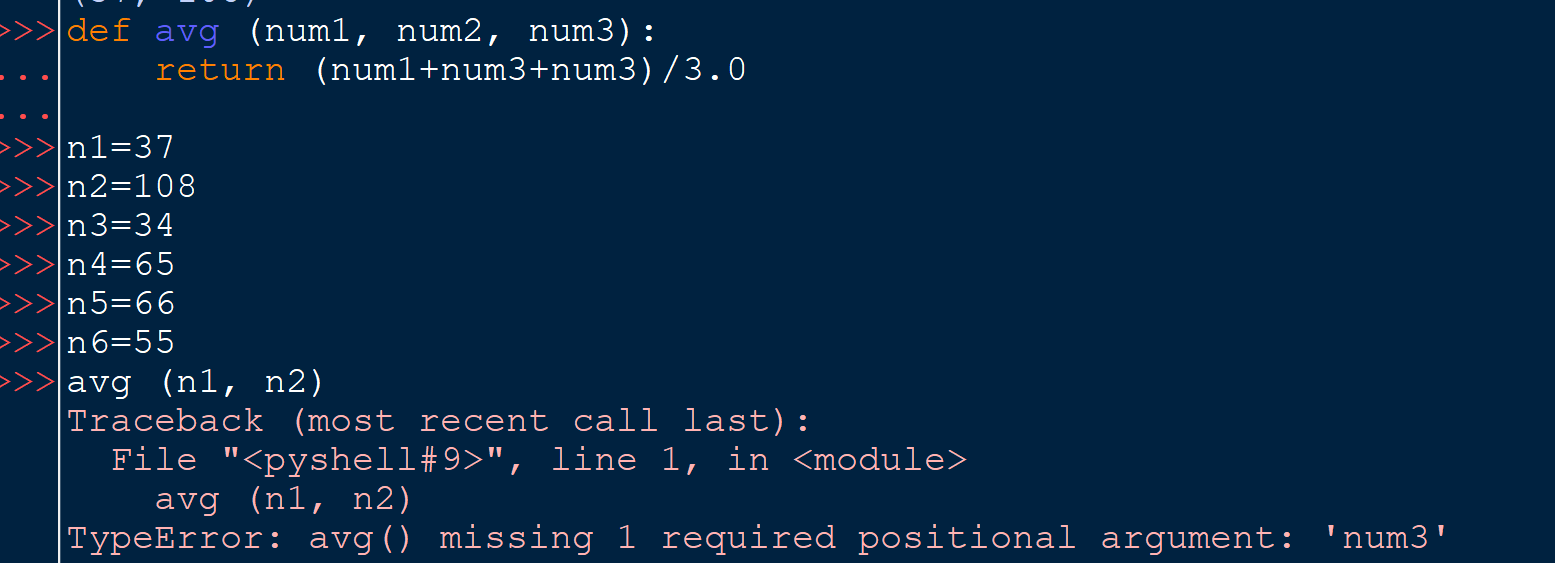 >>> def avg (num1, num2, num3):
...     return (num1+num3+num3)/3.0
...
>>> n1=37
>>> n2=108
>>> n3=34
>>> n4=65
>>> n5=66
>>> n6=55
>>> avg (n1, n2)
Traceback (most recent call last):
  File "<pyshell#9>", line 1, in <module>
    avg (n1, n2)
TypeError: avg() missing 1 required positional argument: 'num3'